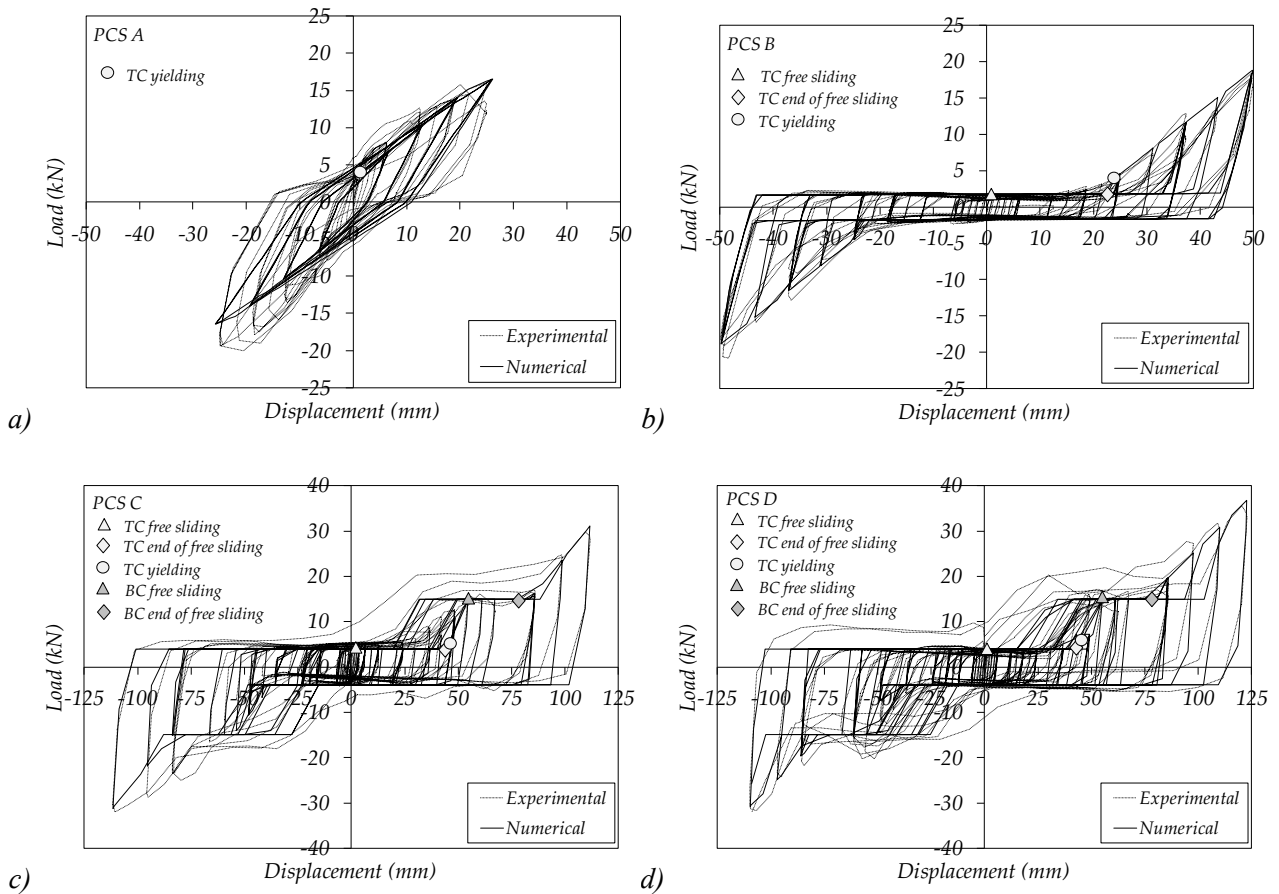 PCS A
TC yielding
25
20
15
10
5
0
-5
-10
-15
-20
-25
-50 -40 -30 -20 -10 0 10 20 30 40 50
Load (kN)
Displacement (mm)
Experimental
Numerical
a)
PCS B
TC free sliding
TC end of free sliding
TC yielding
25
20
15
10
5
0
-5
-10
-15
-20
-25
-50 -40 -30 -20 -10 0 10 20 30 40 50
Load (kN)
Displacement (mm)
Experimental
Numerical
b)
PCS C
TC free sliding
TC end of free sliding
TC yielding
BC free sliding
BC end of free sliding
40
30
20
10
0
-10
-20
-30
-40
-125 -100 -75 -50 -25 0 25 50 75 100 125
Load (kN)
Displacement (mm)
Experimental
Numerical
c)
PCS D
TC free sliding
TC end of free sliding
TC yielding
BC free sliding
BC end of free sliding
40
30
20
10
0
-10
-20
-30
-40
-125 -100 -75 -50 -25 0 25 50 75 100 125
Load (kN)
Displacement (mm)
Experimental
Numerical
d)